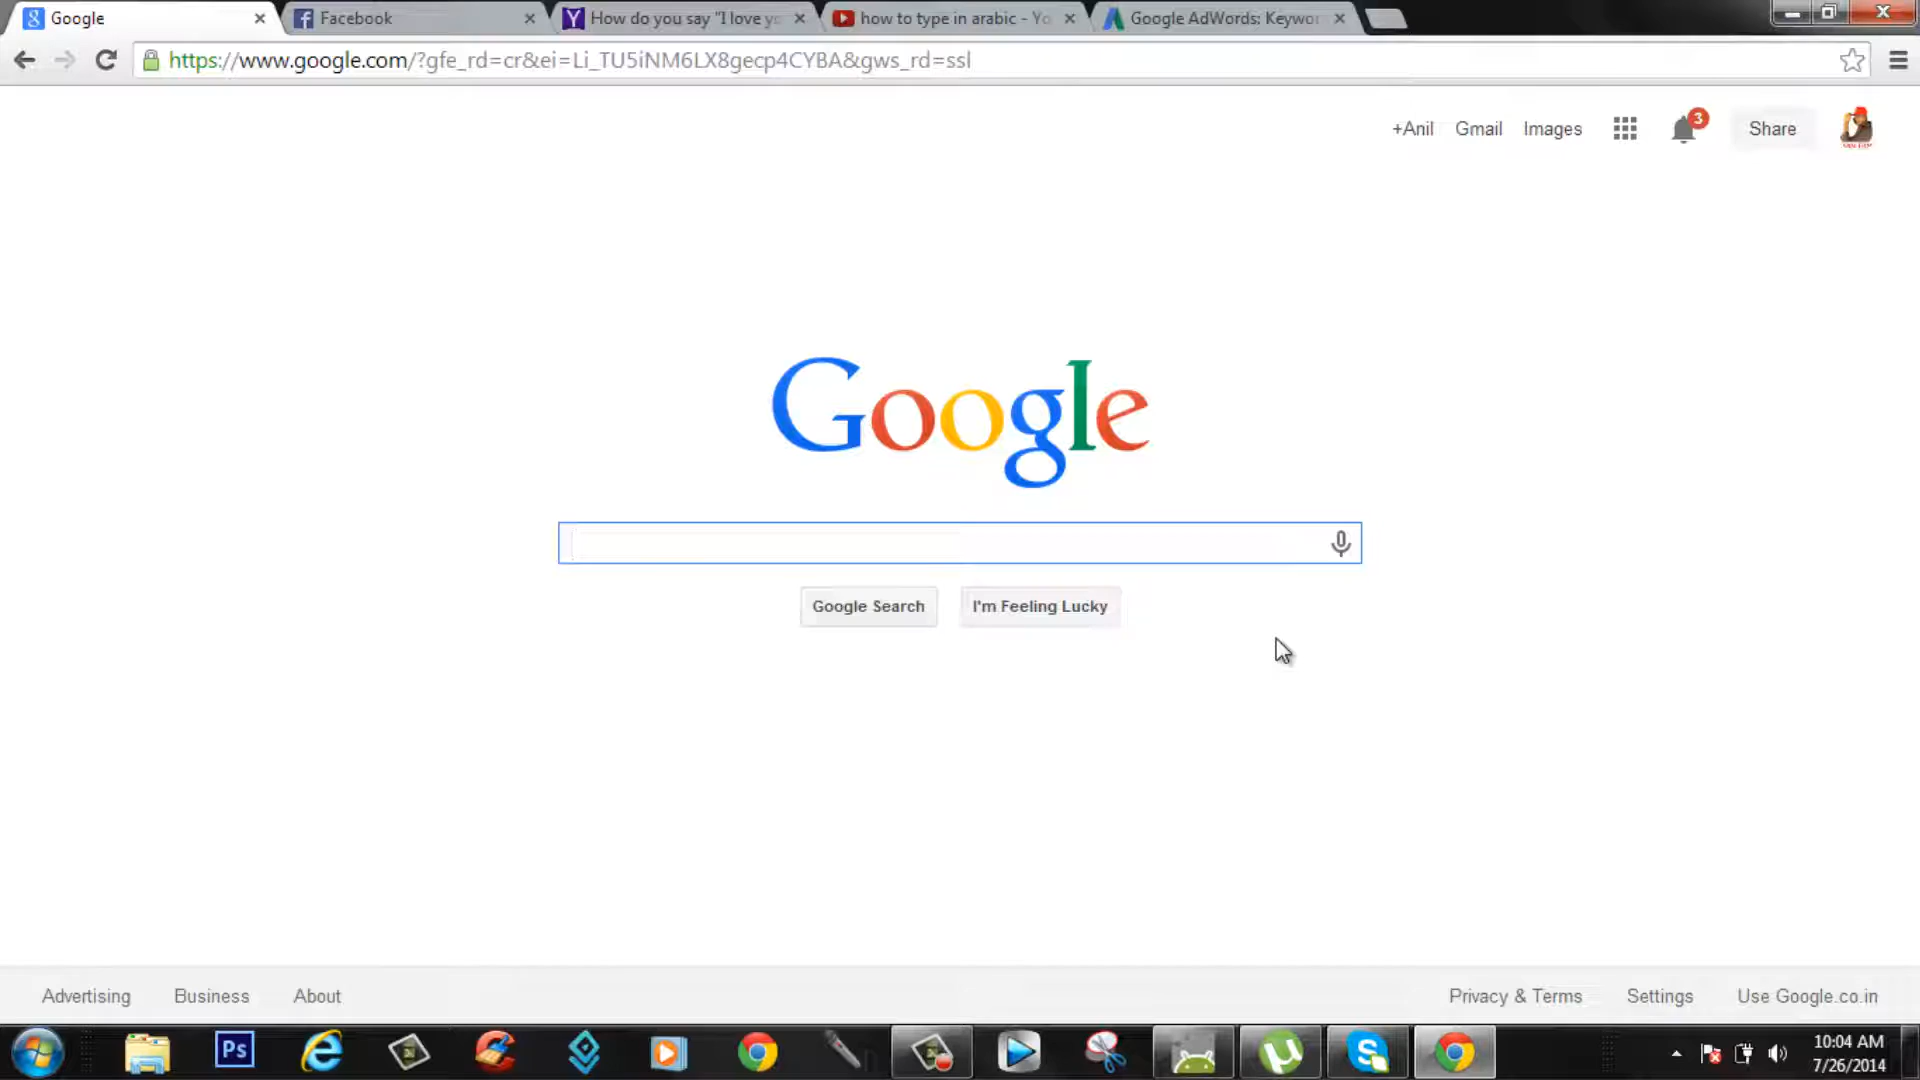 Google
Facebook
How do you say "I love yo
how to type in arabic - Yo
Google AdWords: Keywor
https://www.google.com/?gfe_rd=cr&ei=Li_TU5iNM6LX8gecp4CYBA&gws_rd=ssl
+Anil Gmail Images 3 Share
Google
Google Search I'm Feeling Lucky
Advertising Business About Privacy & Terms Settings Use Google.co.in
Ps
10:04 AM
7/26/2014